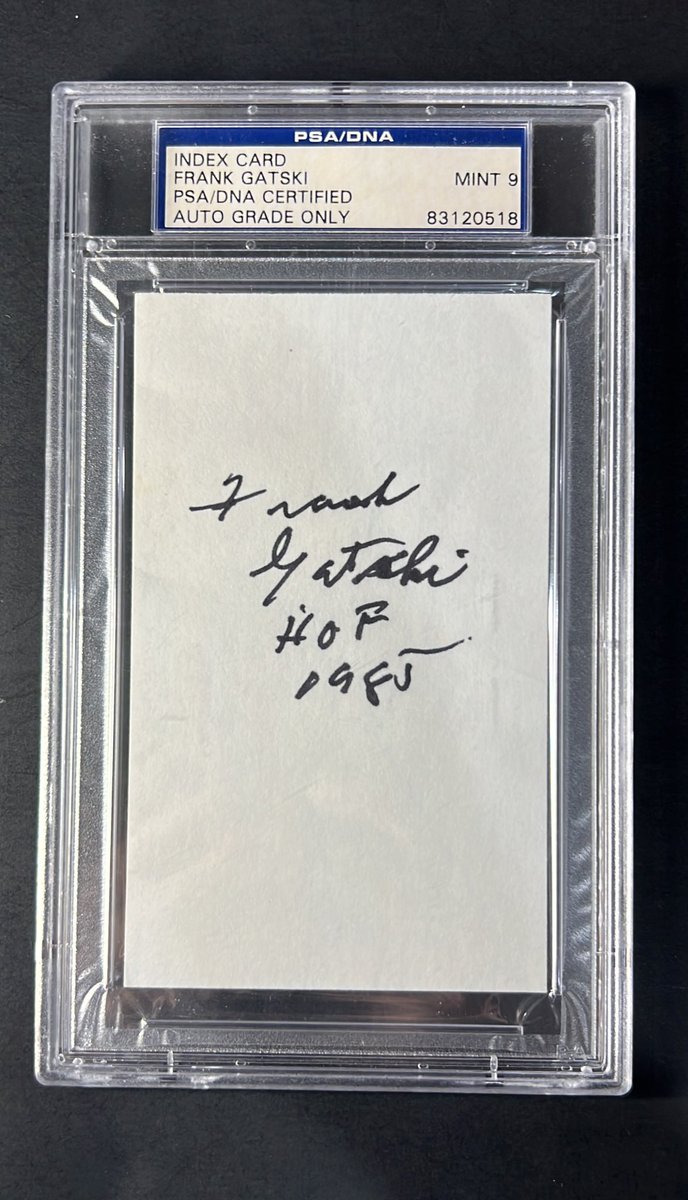 PSA/DNA
INDEX CARD
FRANK GATSKI MINT 9
PSA/DNA CERTIFIED
AUTO GRADE ONLY 83120518
Frank
Gatski
HOF
1985